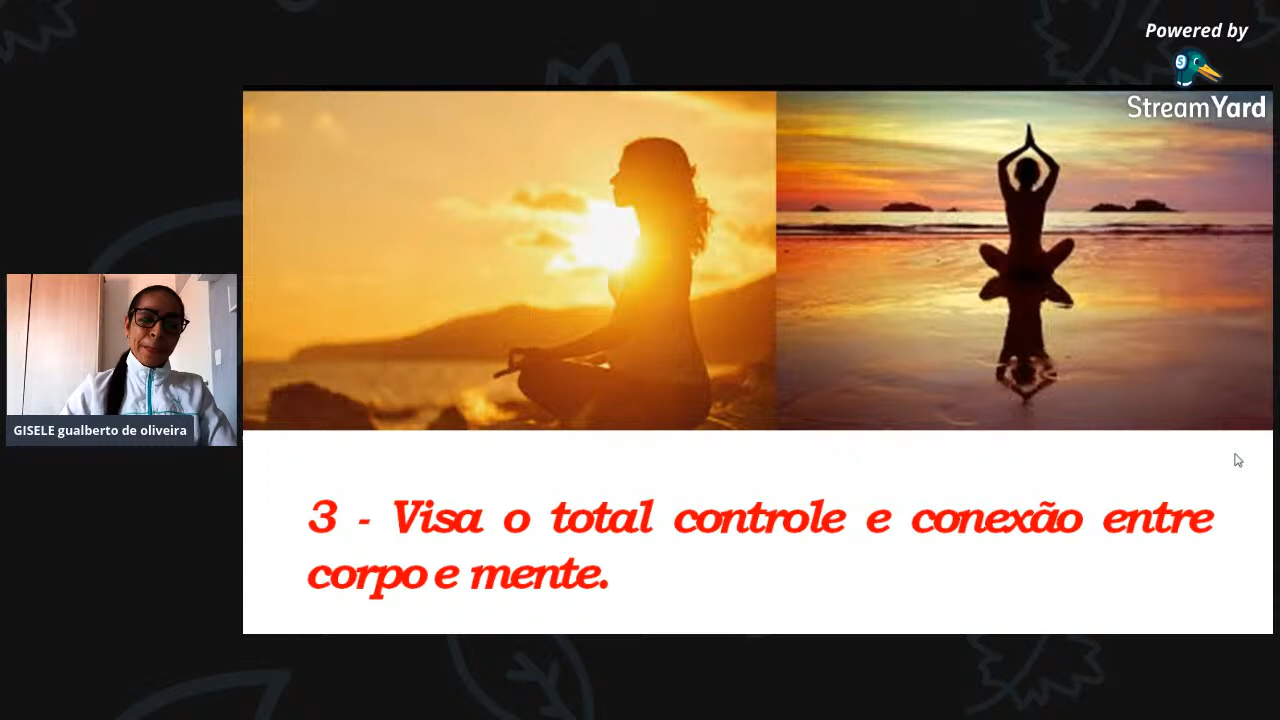 Powered by
StreamYard
GISELE gualberto de oliveira
3 - Visa o total controle e conexão entre
corpo e mente.